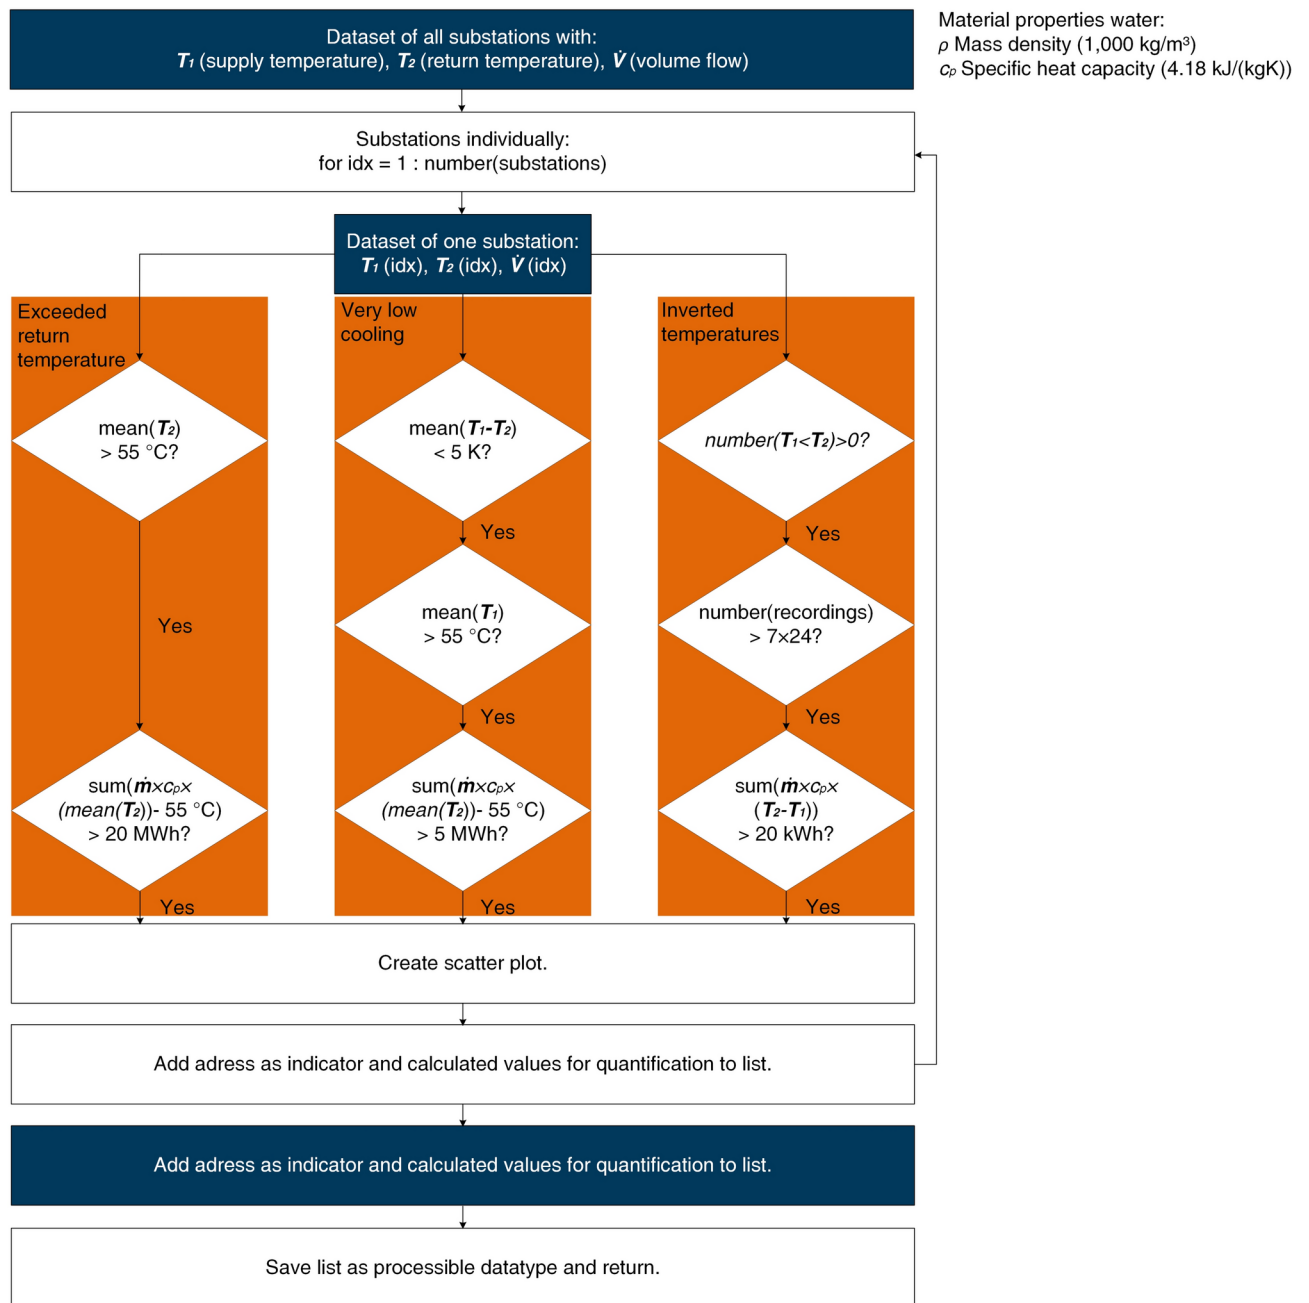 Dataset of all substations with:
T₁ (supply temperature), T₂ (return temperature), V̇ (volume flow)
Material properties water:
ρ Mass density (1,000 kg/m³)
cₚ Specific heat capacity (4.18 kJ/(kgK))
Substations individually:
for idx = 1 : number(substations)
Dataset of one substation:
T₁ (idx), T₂ (idx), V̇ (idx)
Exceeded
return
temperature
mean(T₂)
> 55 °C?
Yes
sum(ṁ×cₚ×
(mean(T₂))- 55 °C)
> 20 MWh?
Yes
Very low
cooling
mean(T₁-T₂)
< 5 K?
Yes
mean(T₁)
> 55 °C?
Yes
sum(ṁ×cₚ×
(mean(T₂))- 55 °C)
> 5 MWh?
Yes
Inverted
temperatures
number(T₁<T₂)>0?
Yes
number(recordings)
> 7×24?
Yes
sum(ṁ×cₚ×
(T₂-T₁))
> 20 kWh?
Yes
Create scatter plot.
Add adress as indicator and calculated values for quantification to list.
Add adress as indicator and calculated values for quantification to list.
Save list as processible datatype and return.